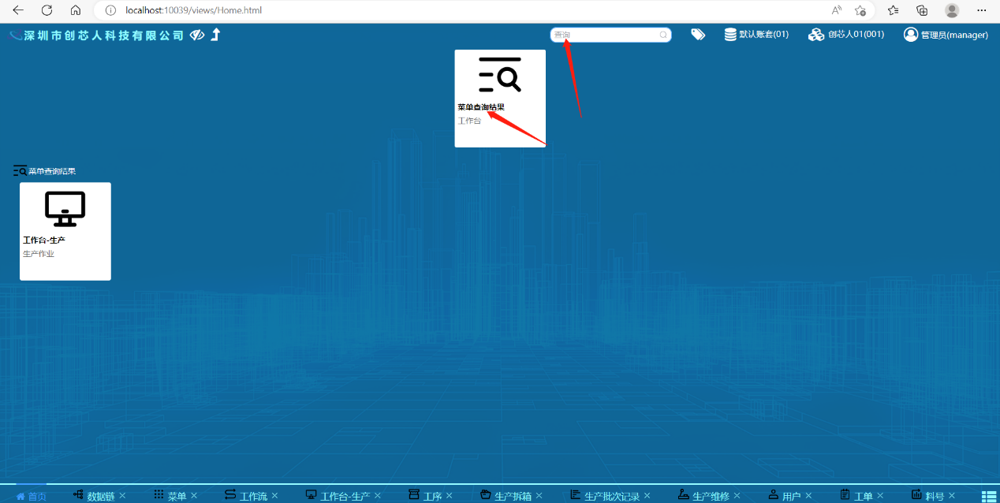 localhost:10039/views/Home.html
深圳市创芯人科技有限公司
查询
默认账套(01)
创芯人01(001)
管理员(manager)
菜单查询结果
工作台
菜单查询结果
工作台-生产
生产作业
首页
数据链 ×
菜单 ×
工作流 ×
工作台-生产 ×
工序 ×
生产拆箱 ×
生产批次记录 ×
生产维修 ×
用户 ×
工单 ×
料号 ×